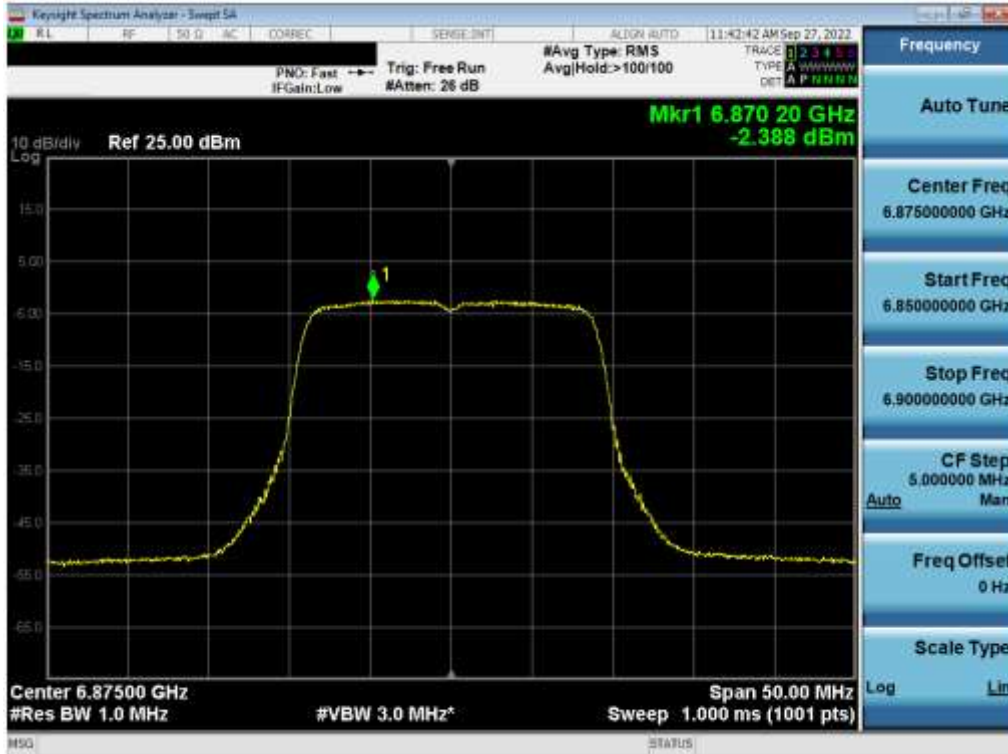 Keysight Spectrum Analyzer - Swept SA
RL RF 50 Ω AC CORREC SENSE:INT ALIGN AUTO 11:42:42 AM Sep 27, 2022
PNO: Fast Trig: Free Run #Avg Type: RMS TRACE 1 2 3 4 5 6
IFGain:Low #Atten: 26 dB Avg|Hold:>100/100 TYPE A WWWWW
DET A P N N N N
Mkr1 6.870 20 GHz
-2.388 dBm
10 dB/div Ref 25.00 dBm
Log
15.0
5.00
1
-5.00
-15.0
-25.0
-35.0
-45.0
-55.0
-65.0
Center 6.87500 GHz Span 50.00 MHz
#Res BW 1.0 MHz #VBW 3.0 MHz* Sweep 1.000 ms (1001 pts)
MSG STATUS
Frequency
Auto Tune
Center Freq
6.875000000 GHz
Start Freq
6.850000000 GHz
Stop Freq
6.900000000 GHz
CF Step
5.000000 MHz
Auto Man
Freq Offset
0 Hz
Scale Type
Log Lin